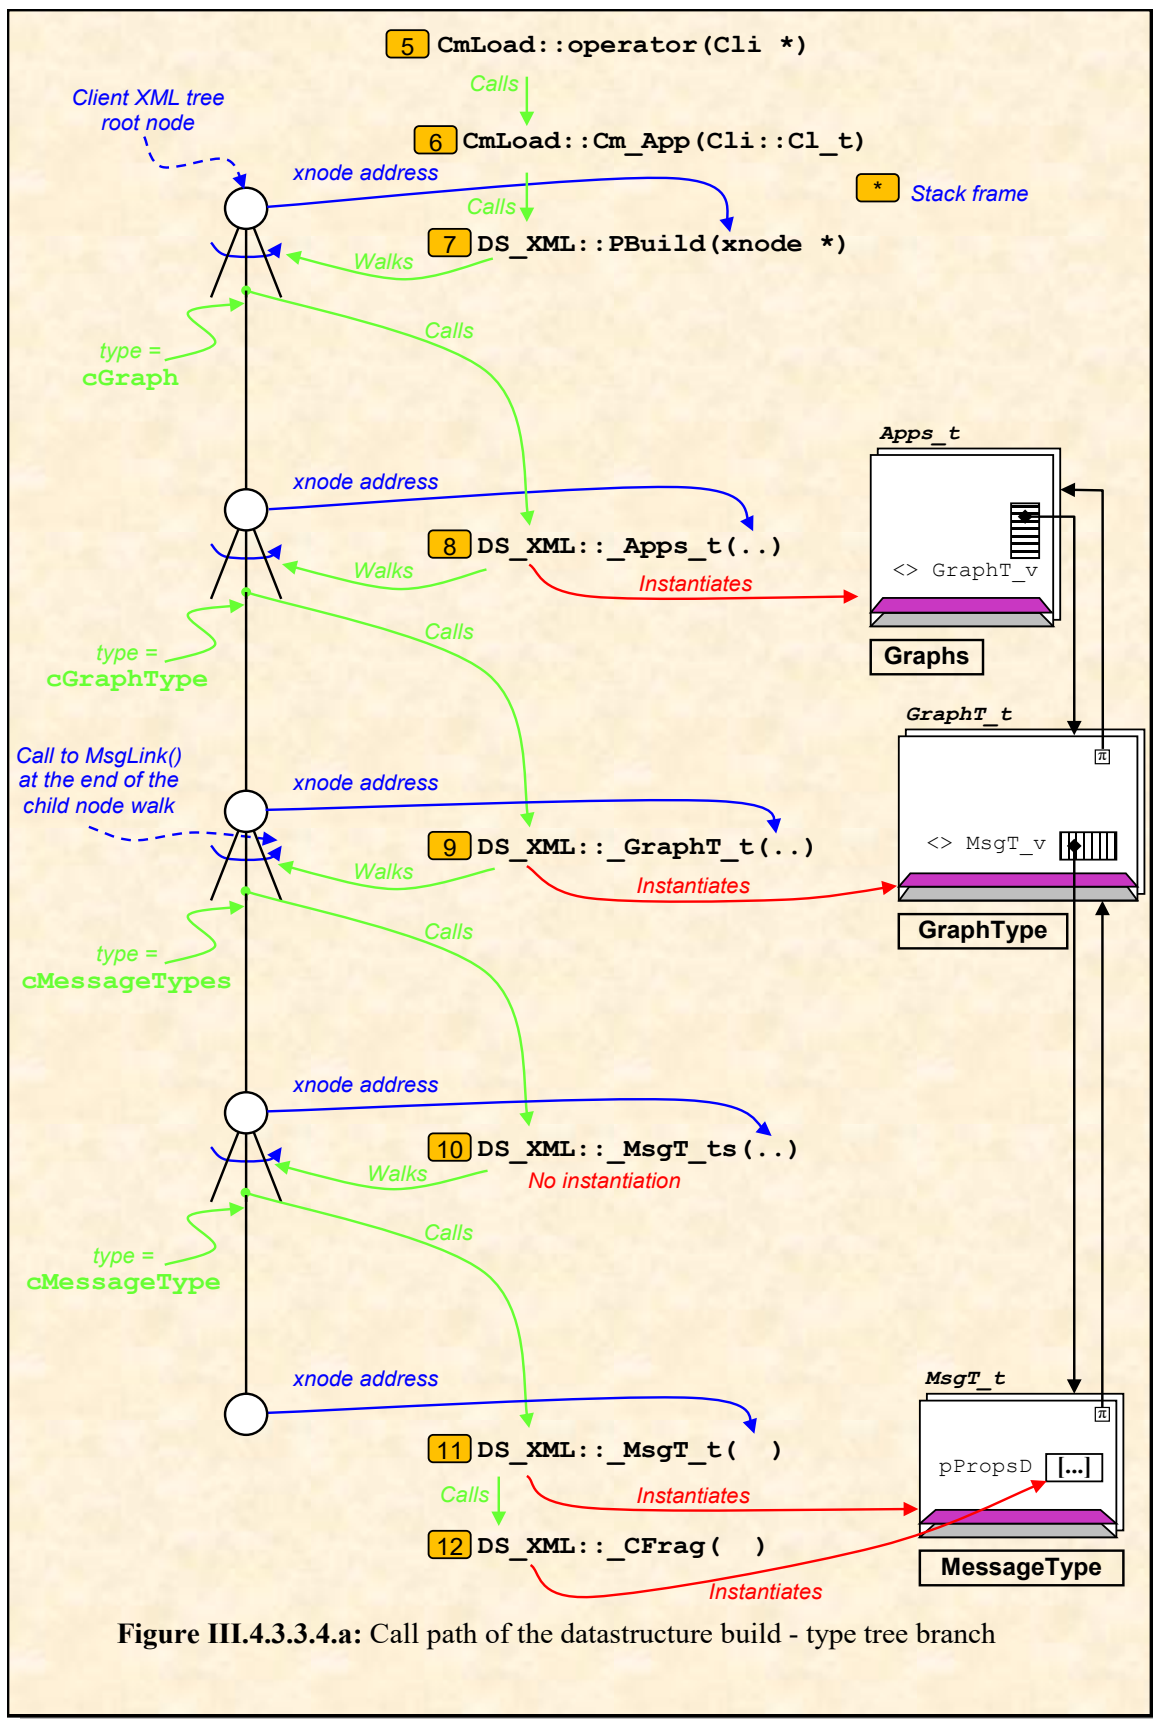 5 CmLoad::operator(Cli *)
Calls
Client XML tree
root node
6 CmLoad::Cm_App(Cli::Cl_t)
xnode address
* Stack frame
Calls
7 DS_XML::PBuild(xnode *)
Walks
Calls
type =
cGraph
Apps_t
xnode address
8 DS_XML::_Apps_t(..)
Walks
Instantiates
<> GraphT_v
Calls
type =
cGraphType
Graphs
GraphT_t
π
Call to MsgLink()
at the end of the
child node walk
xnode address
9 DS_XML::_GraphT_t(..)
<> MsgT_v
Walks
Instantiates
Calls
GraphType
type =
cMessageTypes
xnode address
10 DS_XML::_MsgT_ts(..)
Walks
No instantiation
Calls
type =
cMessageType
xnode address
MsgT_t
π
11 DS_XML::_MsgT_t( )
pPropsD [...]
Calls
Instantiates
12 DS_XML::_CFrag( )
MessageType
Instantiates
Figure III.4.3.3.4.a: Call path of the datastructure build - type tree branch